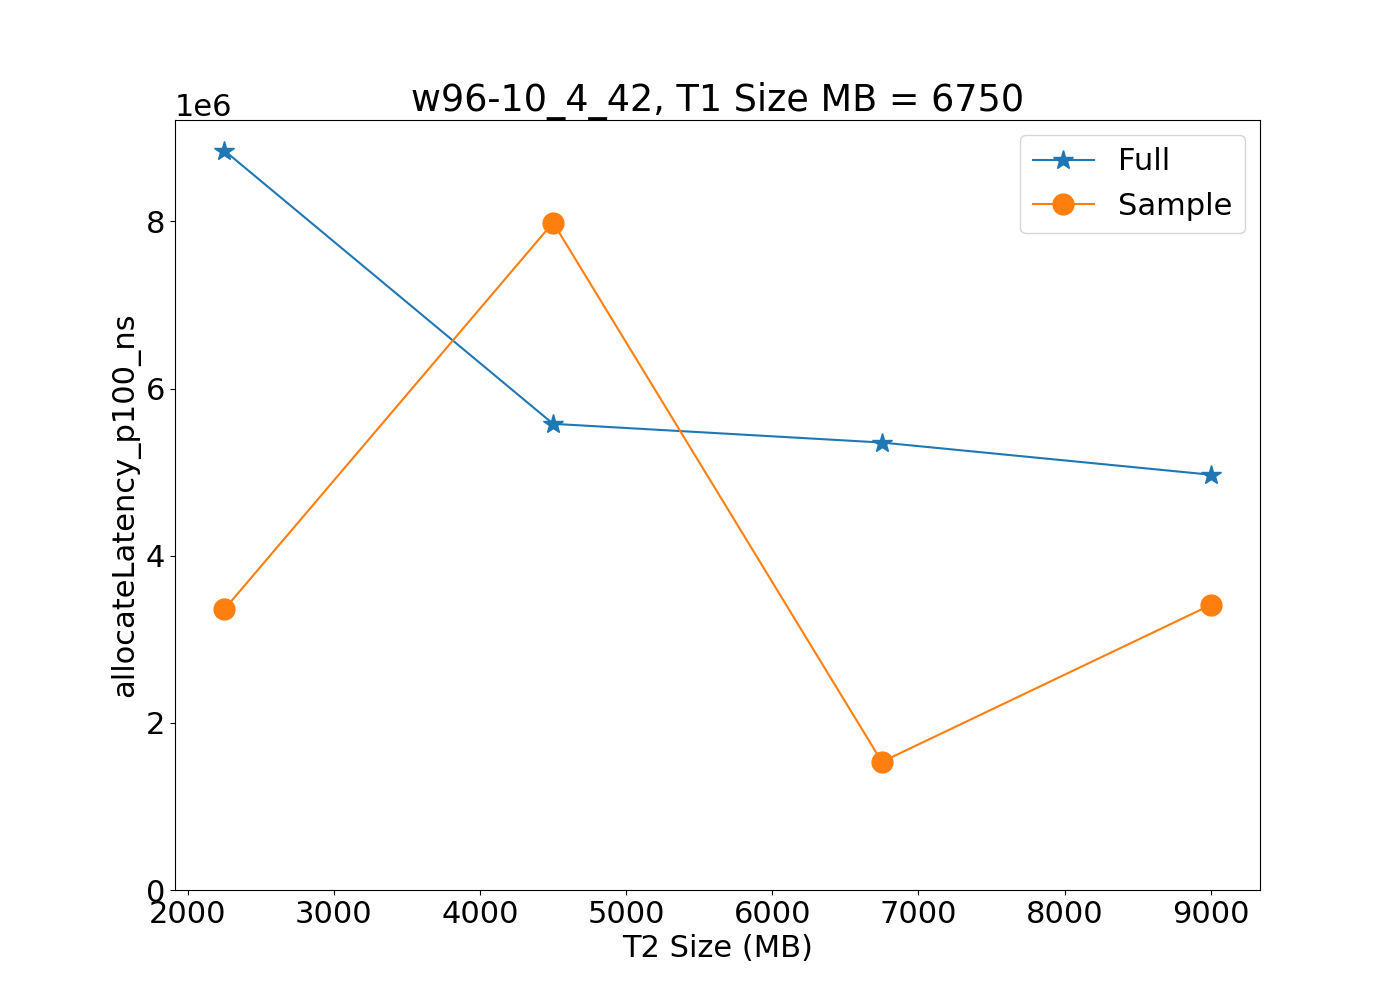 w96-10_4_42, T1 Size MB = 6750
1e6
Full
Sample
8
6
4
2
0
allocateLatency_p100_ns
2000 3000 4000 5000 6000 7000 8000 9000
T2 Size (MB)